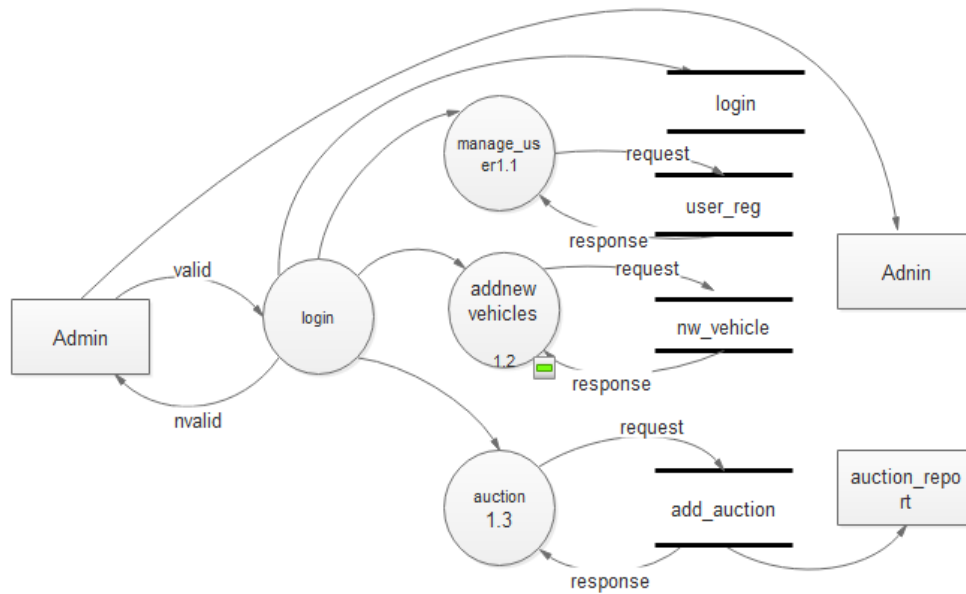 login
manage_us
er1.1
request
user_reg
response
valid
request
Adnin
Admin
login
addnew
vehicles
1.2
nw_vehicle
response
nvalid
request
auction
1.3
add_auction
auction_repo
rt
response